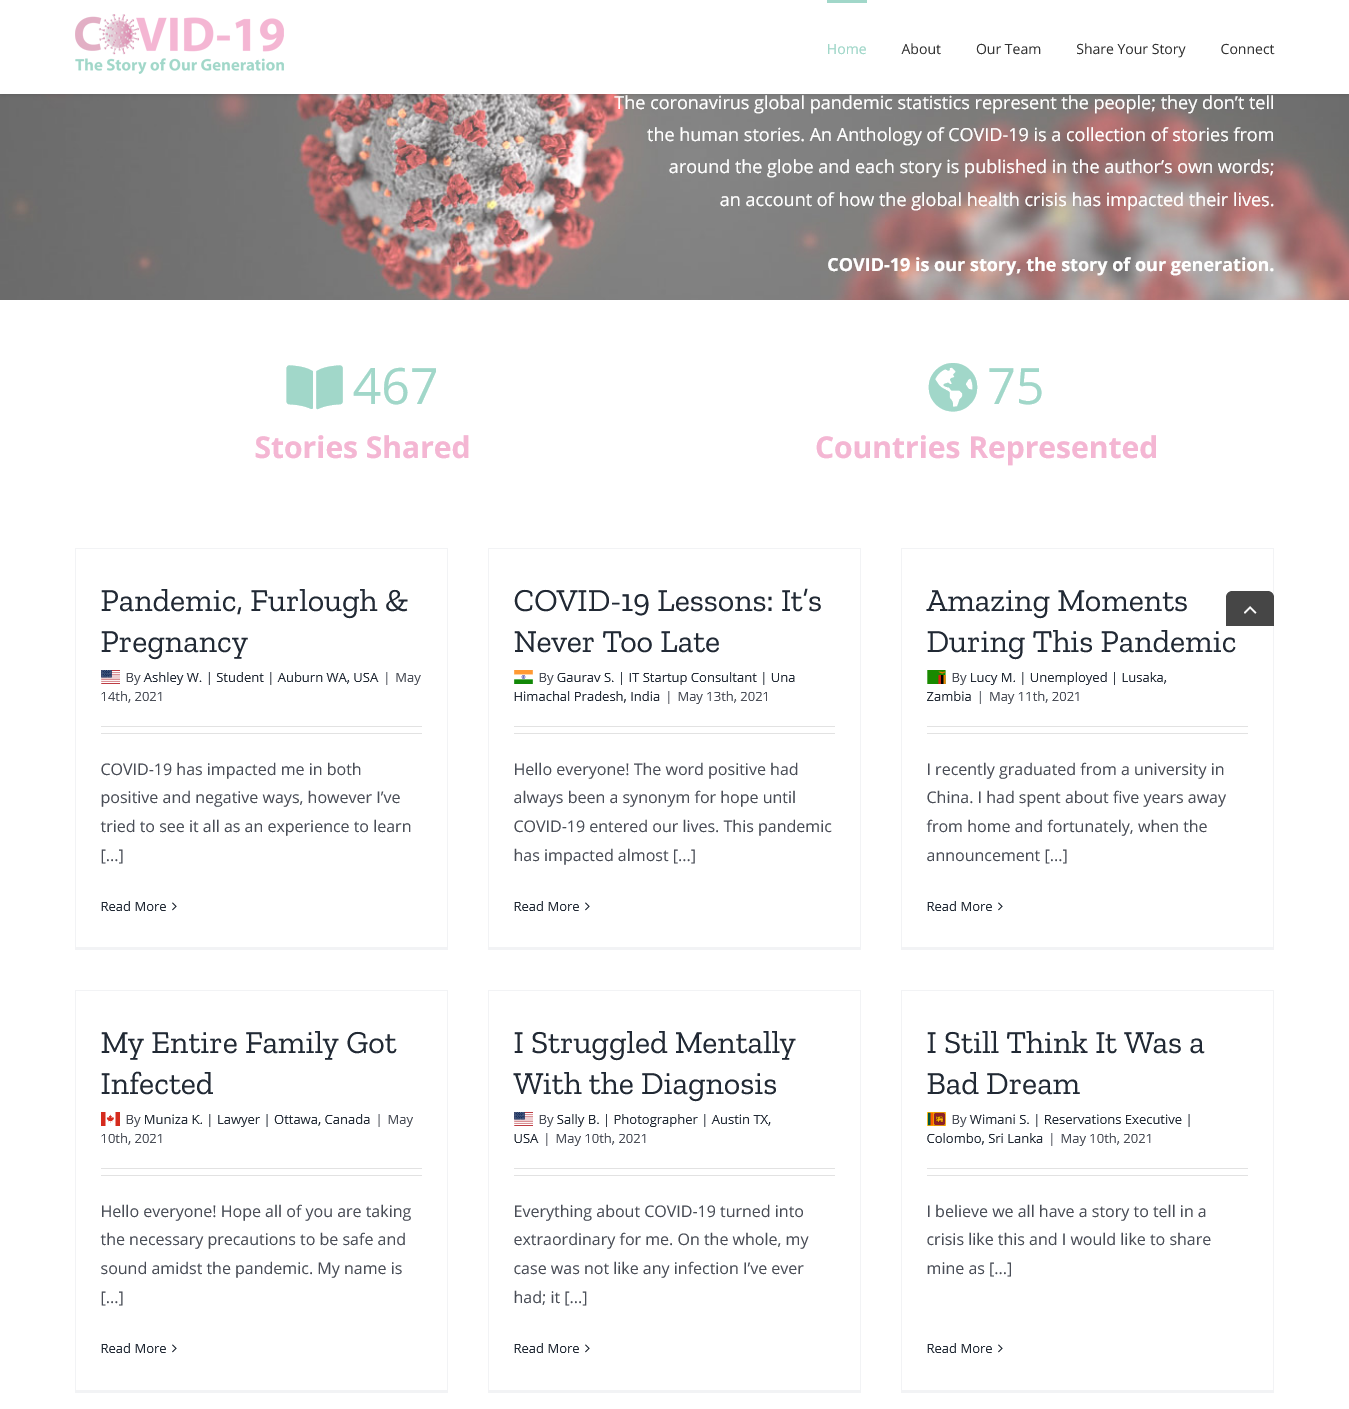 COVID-19
The Story of Our Generation
Home
About
Our Team
Share Your Story
Connect
The coronavirus global pandemic statistics represent the people; they don’t tell
the human stories. An Anthology of COVID-19 is a collection of stories from
around the globe and each story is published in the author’s own words;
an account of how the global health crisis has impacted their lives.
COVID-19 is our story, the story of our generation.
467
Stories Shared
75
Countries Represented
Pandemic, Furlough &
Pregnancy
By Ashley W. | Student | Auburn WA, USA | May
14th, 2021
COVID-19 has impacted me in both
positive and negative ways, however I’ve
tried to see it all as an experience to learn
[...]
Read More
COVID-19 Lessons: It’s
Never Too Late
By Gaurav S. | IT Startup Consultant | Una
Himachal Pradesh, India | May 13th, 2021
Hello everyone! The word positive had
always been a synonym for hope until
COVID-19 entered our lives. This pandemic
has impacted almost [...]
Read More
Amazing Moments
During This Pandemic
By Lucy M. | Unemployed | Lusaka,
Zambia | May 11th, 2021
I recently graduated from a university in
China. I had spent about five years away
from home and fortunately, when the
announcement [...]
Read More
My Entire Family Got
Infected
By Muniza K. | Lawyer | Ottawa, Canada | May
10th, 2021
Hello everyone! Hope all of you are taking
the necessary precautions to be safe and
sound amidst the pandemic. My name is
[...]
Read More
I Struggled Mentally
With the Diagnosis
By Sally B. | Photographer | Austin TX,
USA | May 10th, 2021
Everything about COVID-19 turned into
extraordinary for me. On the whole, my
case was not like any infection I’ve ever
had; it [...]
Read More
I Still Think It Was a
Bad Dream
By Wimani S. | Reservations Executive |
Colombo, Sri Lanka | May 10th, 2021
I believe we all have a story to tell in a
crisis like this and I would like to share
mine as [...]
Read More